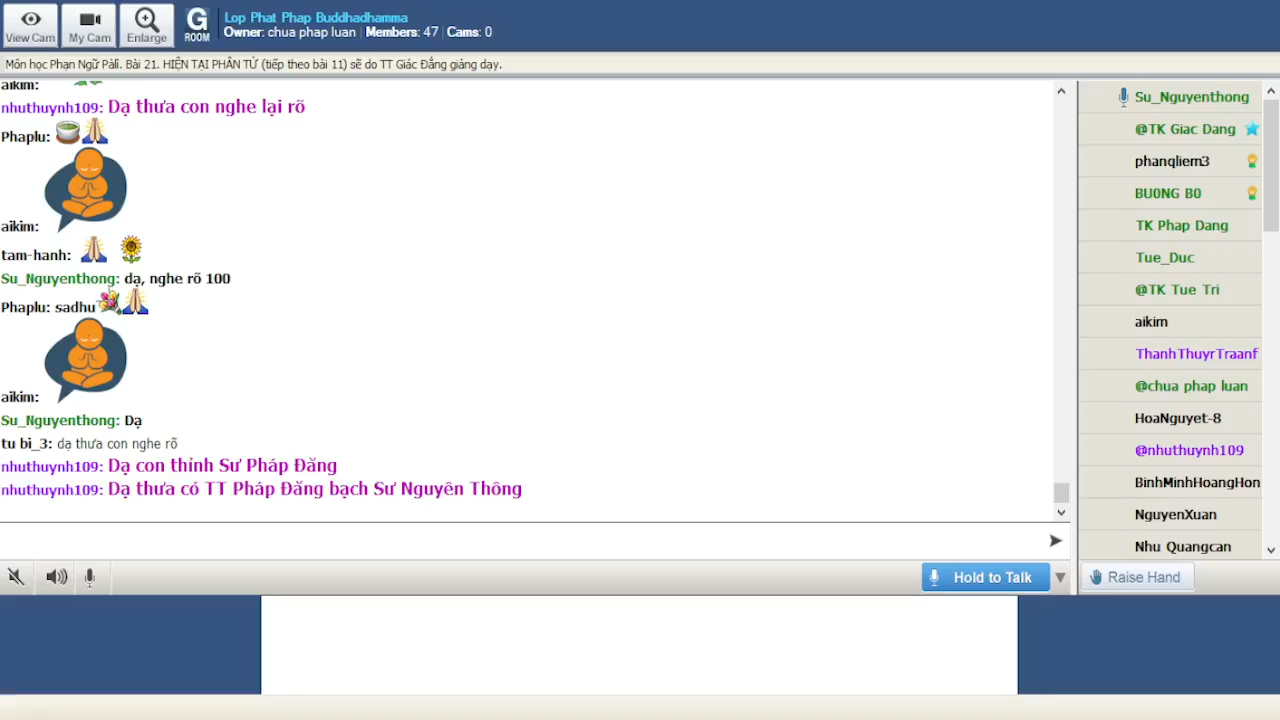 View Cam
My Cam
Enlarge
G
ROOM
Lop Phat Phap Buddhadhamma
Owner: chua phap luan | Members: 47 | Cams: 0
Môn học Phạn Ngữ Pāli. Bài 21. HIỆN TẠI PHÂN TỪ (tiếp theo bài 11) sẽ do TT Giác Đẳng giảng dạy.
aikim:
nhuthuynh109: Dạ thưa con nghe lại rõ
Phaplu:
aikim:
tam-hanh:
Su_Nguyenthong: dạ, nghe rõ 100
Phaplu: sadhu
aikim:
Su_Nguyenthong: Dạ
tu bi_3: dạ thưa con nghe rõ
nhuthuynh109: Dạ con thỉnh Sư Pháp Đăng
nhuthuynh109: Dạ thưa có TT Pháp Đăng bạch Sư Nguyên Thông
Hold to Talk
Su_Nguyenthong
@TK Giac Dang
phanqliem3
BU0NG B0
TK Phap Dang
Tue_Duc
@TK Tue Tri
aikim
ThanhThuyrTraanf
@chua phap luan
HoaNguyet-8
@nhuthuynh109
BinhMinhHoangHon
NguyenXuan
Nhu Quangcan
Raise Hand